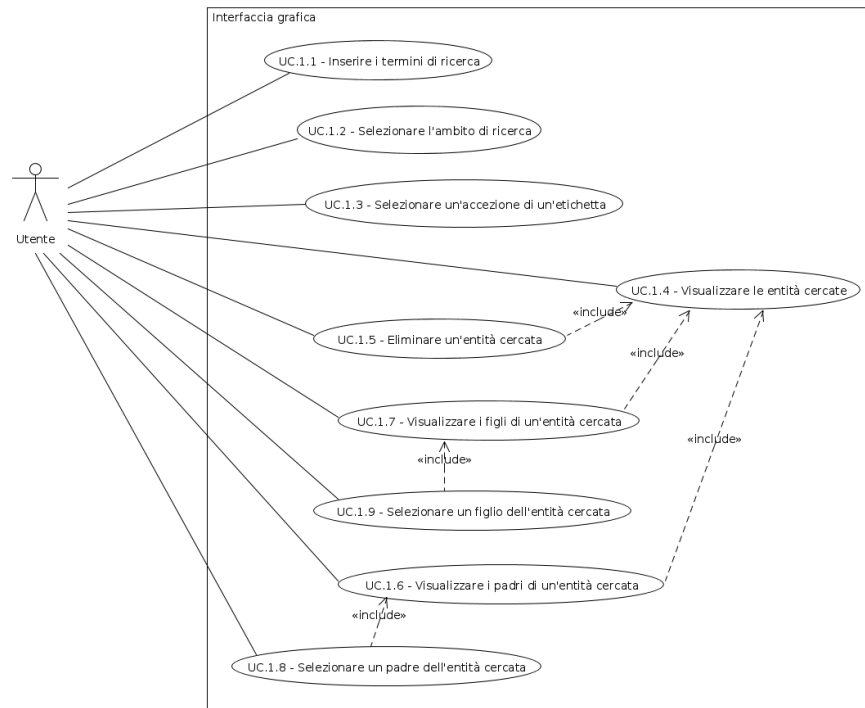 Interfaccia grafica
UC.1.1 - Inserire i termini di ricerca
UC.1.2 - Selezionare l'ambito di ricerca
UC.1.3 - Selezionare un'accezione di un'etichetta
Utente
UC.1.4 - Visualizzare le entità cercate
«include»
UC.1.5 - Eliminare un'entità cercata
«include»
UC.1.7 - Visualizzare i figli di un'entità cercata
«include»
«include»
UC.1.9 - Selezionare un figlio dell'entità cercata
UC.1.6 - Visualizzare i padri di un'entità cercata
«include»
UC.1.8 - Selezionare un padre dell'entità cercata